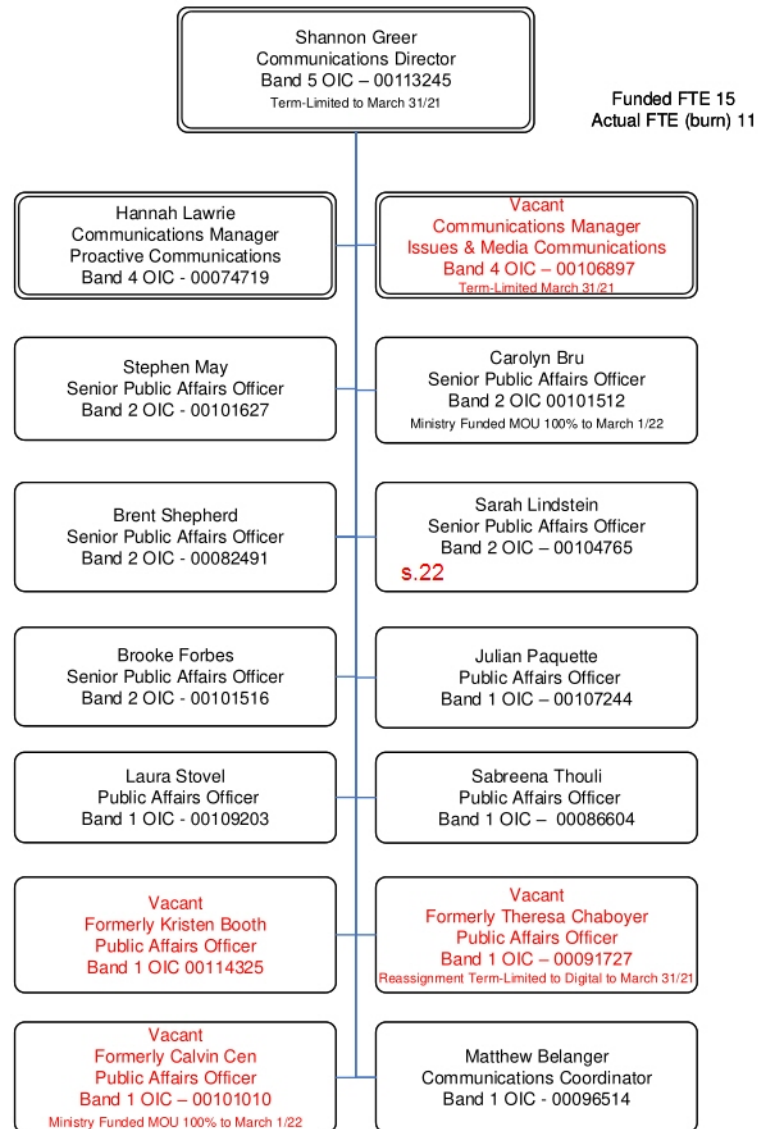 Shannon Greer
Communications Director
Band 5 OIC – 00113245
Term-Limited to March 31/21
Funded FTE 15
Actual FTE (burn) 11
Hannah Lawrie
Communications Manager
Proactive Communications
Band 4 OIC - 00074719
Vacant
Communications Manager
Issues & Media Communications
Band 4 OIC – 00106897
Term-Limited March 31/21
Stephen May
Senior Public Affairs Officer
Band 2 OIC - 00101627
Carolyn Bru
Senior Public Affairs Officer
Band 2 OIC 00101512
Ministry Funded MOU 100% to March 1/22
Brent Shepherd
Senior Public Affairs Officer
Band 2 OIC - 00082491
Sarah Lindstein
Senior Public Affairs Officer
Band 2 OIC – 00104765
s.22
Brooke Forbes
Senior Public Affairs Officer
Band 2 OIC - 00101516
Julian Paquette
Public Affairs Officer
Band 1 OIC – 00107244
Laura Stovel
Public Affairs Officer
Band 1 OIC - 00109203
Sabreena Thouli
Public Affairs Officer
Band 1 OIC – 00086604
Vacant
Formerly Kristen Booth
Public Affairs Officer
Band 1 OIC 00114325
Vacant
Formerly Theresa Chaboyer
Public Affairs Officer
Band 1 OIC – 00091727
Reassignment Term-Limited to Digital to March 31/21
Vacant
Formerly Calvin Cen
Public Affairs Officer
Band 1 OIC – 00101010
Ministry Funded MOU 100% to March 1/22
Matthew Belanger
Communications Coordinator
Band 1 OIC - 00096514